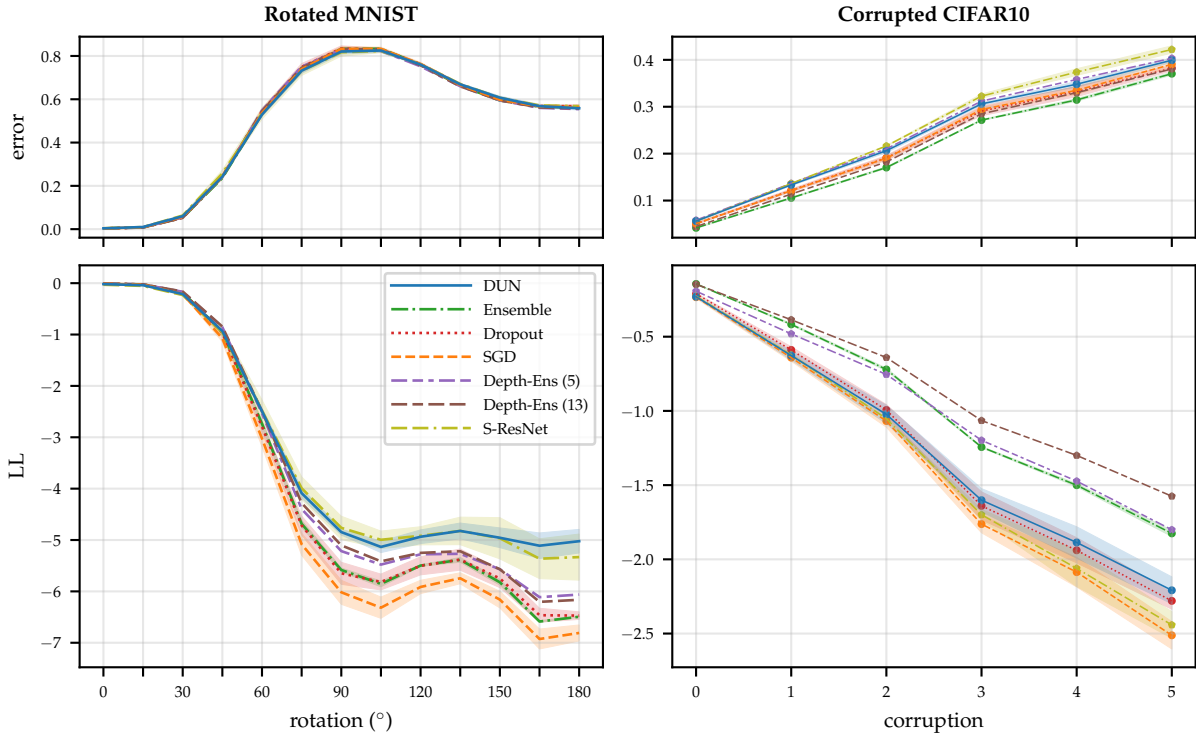 Rotated MNIST
Corrupted CIFAR10
error
0.8
0.6
0.4
0.2
0.0
0.4
0.3
0.2
0.1
LL
0
−1
−2
−3
−4
−5
−6
−7
DUN
Ensemble
Dropout
SGD
Depth-Ens (5)
Depth-Ens (13)
S-ResNet
−0.5
−1.0
−1.5
−2.0
−2.5
0 30 60 90 120 150 180
rotation (°)
0 1 2 3 4 5
corruption